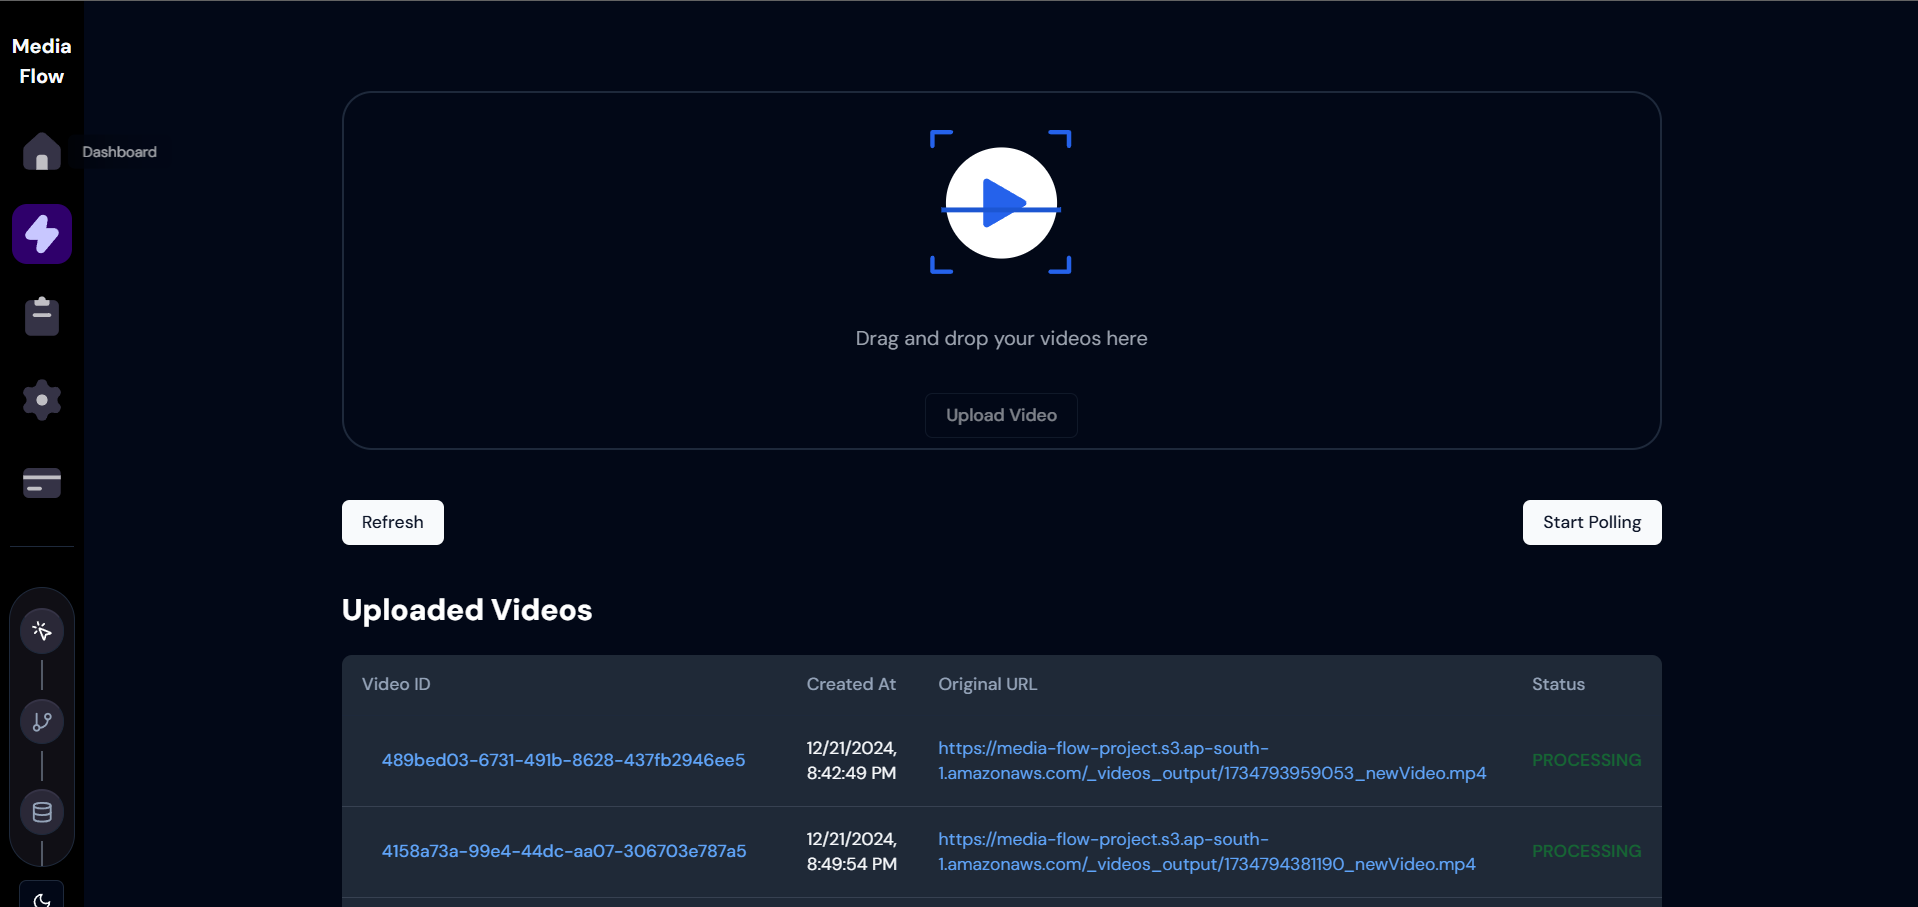 Media
Flow
Dashboard
Drag and drop your videos here
Upload Video
Refresh
Start Polling
Uploaded Videos
Video ID
Created At
Original URL
Status
489bed03-6731-491b-8628-437fb2946ee5
12/21/2024,
8:42:49 PM
https://media-flow-project.s3.ap-south-
1.amazonaws.com/_videos_output/1734793959053_newVideo.mp4
PROCESSING
4158a73a-99e4-44dc-aa07-306703e787a5
12/21/2024,
8:49:54 PM
https://media-flow-project.s3.ap-south-
1.amazonaws.com/_videos_output/1734794381190_newVideo.mp4
PROCESSING